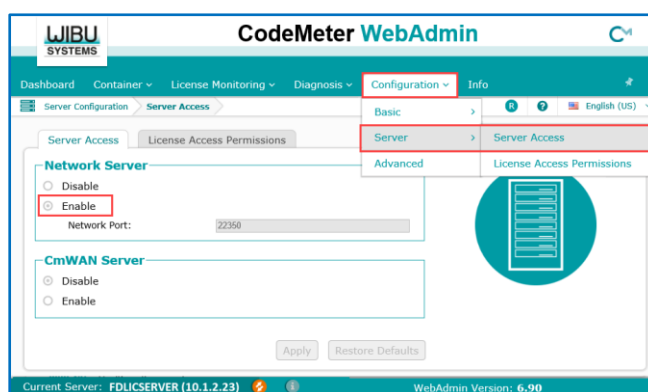 WIBU
SYSTEMS
CodeMeter WebAdmin
Dashboard Container License Monitoring Diagnosis Configuration Info
Server Configuration Server Access
R ? English (US)
Basic
Server
Advanced
Server Access
License Access Permissions
Server Access License Access Permissions
Network Server
Disable
Enable
Network Port: 22350
CmWAN Server
Disable
Enable
Apply Restore Defaults
Current Server: FDLICSERVER (10.1.2.23) WebAdmin Version: 6.90